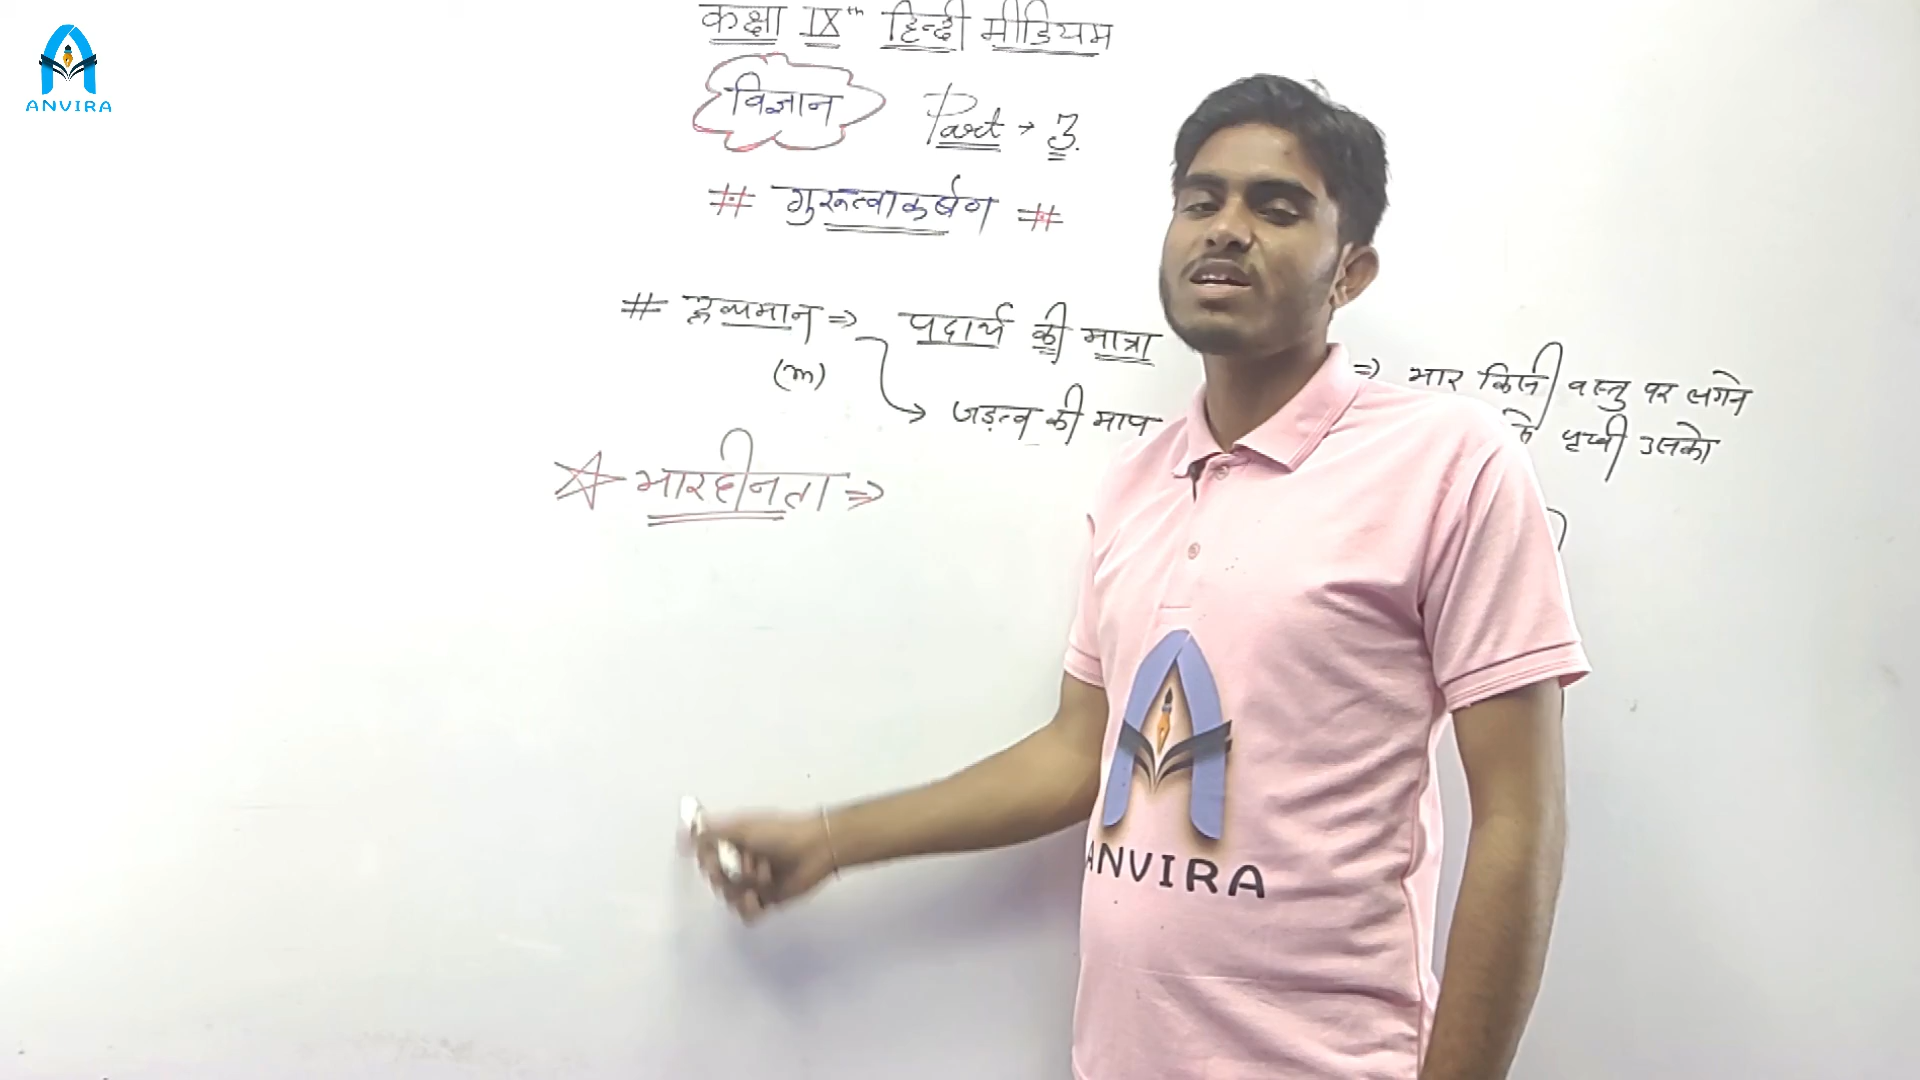 ANVIRA
कक्षा IXth हिन्दी मीडियम
विज्ञान Part → 3.
# गुरूत्वाकर्षण #
# द्रव्यमान ⇒ पदार्थ की मात्रा
(m)
→ जड़त्व की माप
⇒ भार किसी वस्तु पर लगने
के पृथ्वी उसको
☆ भारहीनता ⇒
ANVIRA